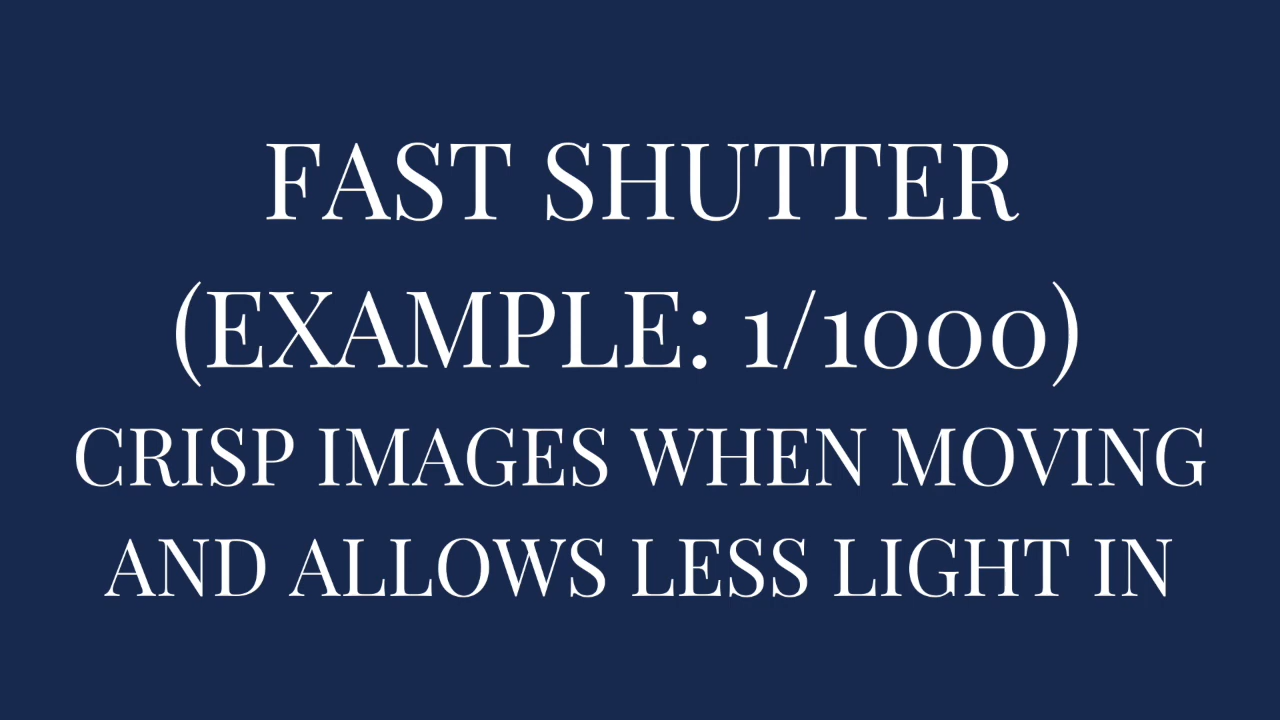 FAST SHUTTER
(EXAMPLE: 1/1000)
CRISP IMAGES WHEN MOVING
AND ALLOWS LESS LIGHT IN